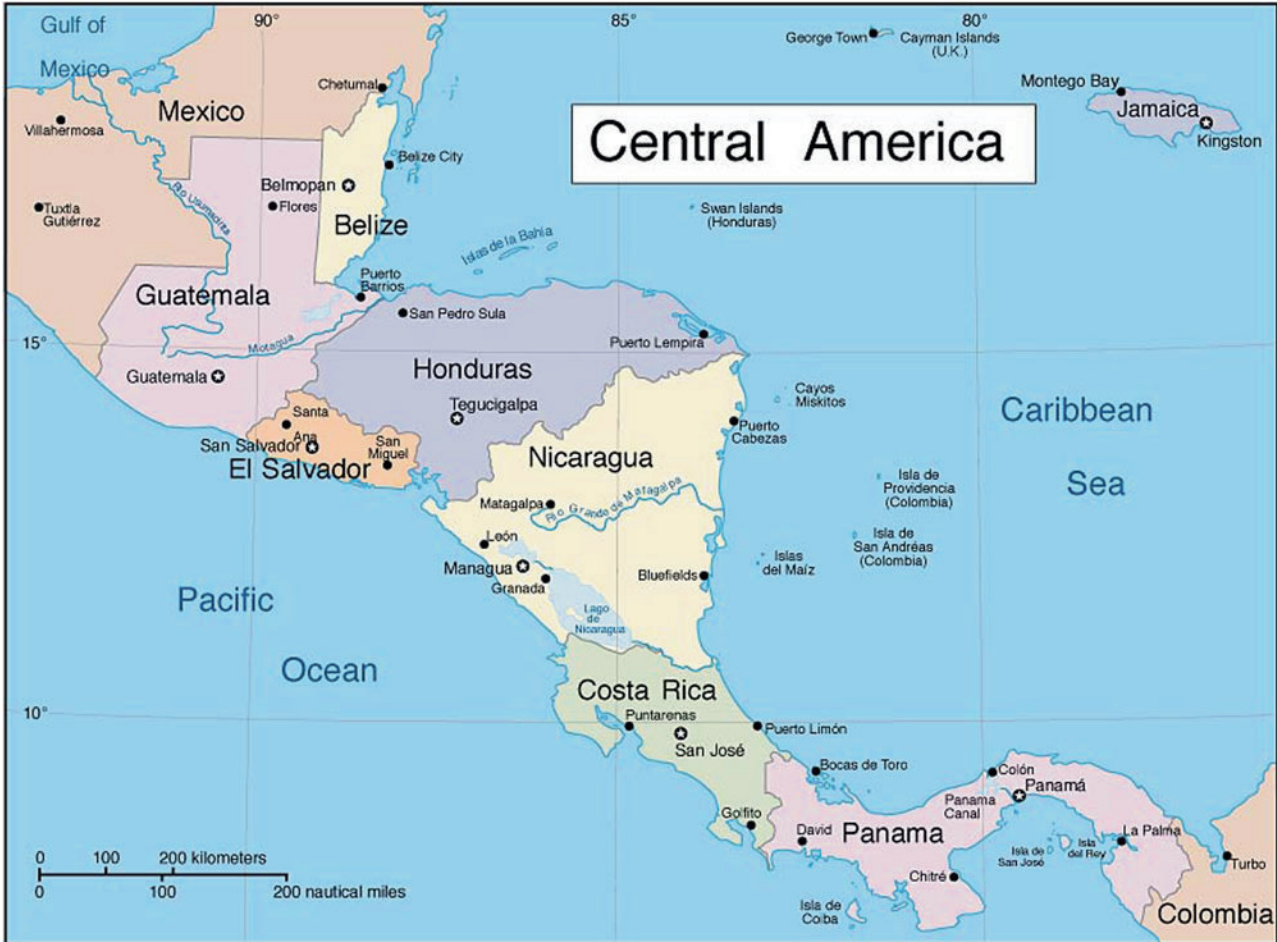 Gulf of
Mexico
90°
85°
80°
George Town
Cayman Islands
(U.K.)
Chetumal
Montego Bay
Mexico
Villahermosa
Jamaica
Kingston
Central America
Belize City
Rio Usumacinta
Belmopan
Flores
Tuxtla
Gutiérrez
Swan Islands
(Honduras)
Belize
Islas de la Bahia
Puerto
Barrios
Guatemala
San Pedro Sula
15°
Motagua
Puerto Lempira
Guatemala
Honduras
Cayos
Miskitos
Caribbean
Sea
Santa
Ana
Tegucigalpa
Puerto
Cabezas
San Salvador
San
Miguel
El Salvador
Nicaragua
Isla de
Providencia
(Colombia)
Matagalpa
Rio Grande de Matagalpa
León
Isla de
San Andréas
(Colombia)
Islas
del Maíz
Managua
Granada
Bluefields
Pacific
Ocean
Lago
de
Nicaragua
10°
Costa Rica
Puntarenas
San José
Puerto Limón
Bocas de Toro
Colón
Panamá
Panama
Canal
Golfito
David
Panama
La Palma
Isla de
San José
Isla
del Rey
Turbo
Chitré
Isla de
Coiba
Colombia
0 100 200 kilometers
0 100 200 nautical miles